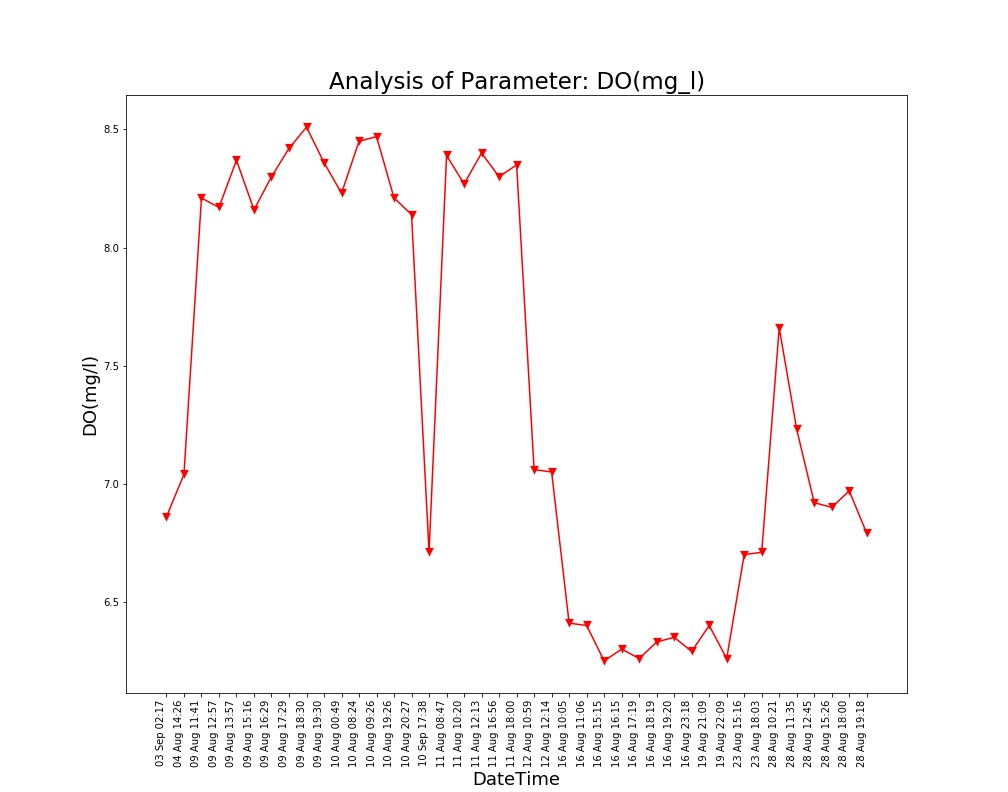 Analysis of Parameter: DO(mg_l)
DO(mg/l)
8.5
8.0
7.5
7.0
6.5
03 Sep 02:17
04 Aug 14:26
09 Aug 11:41
09 Aug 12:57
09 Aug 13:57
09 Aug 15:16
09 Aug 16:29
09 Aug 17:29
09 Aug 18:30
09 Aug 19:30
10 Aug 00:49
10 Aug 08:24
10 Aug 09:26
10 Aug 19:26
10 Aug 20:27
10 Sep 17:38
11 Aug 08:47
11 Aug 10:20
11 Aug 12:13
11 Aug 16:56
11 Aug 18:00
12 Aug 10:59
12 Aug 12:14
16 Aug 10:05
16 Aug 11:06
16 Aug 15:15
16 Aug 16:15
16 Aug 17:19
16 Aug 18:19
16 Aug 19:20
16 Aug 23:18
19 Aug 21:09
19 Aug 22:09
23 Aug 15:16
23 Aug 18:03
28 Aug 10:21
28 Aug 11:35
28 Aug 12:45
28 Aug 15:26
28 Aug 18:00
28 Aug 19:18
DateTime